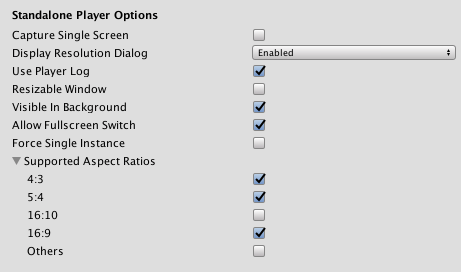 Standalone Player Options
Capture Single Screen
Display Resolution Dialog Enabled
Use Player Log
Resizable Window
Visible In Background
Allow Fullscreen Switch
Force Single Instance
Supported Aspect Ratios
4:3
5:4
16:10
16:9
Others